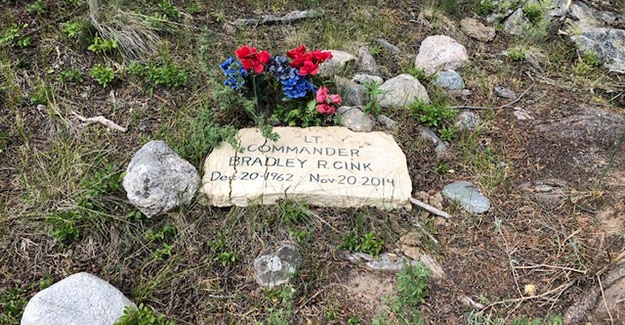 LT.
COMMANDER
BRADLEY R. CINK
Dec 20 - 1962 - Nov 20 - 2014